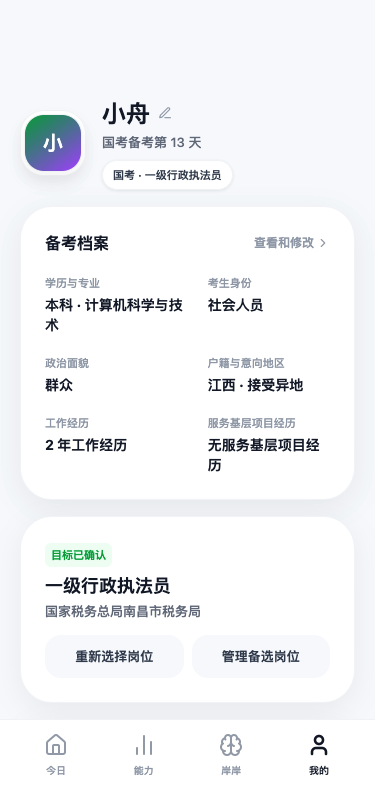 小
小舟
国考备考第 13 天
国考 · 一级行政执法员
备考档案
查看和修改
学历与专业
考生身份
本科 · 计算机科学与技
术
社会人员
政治面貌
户籍与意向地区
群众
江西 · 接受异地
工作经历
服务基层项目经历
2 年工作经历
无服务基层项目经
历
目标已确认
一级行政执法员
国家税务总局南昌市税务局
重新选择岗位
管理备选岗位
今日
能力
岸岸
我的